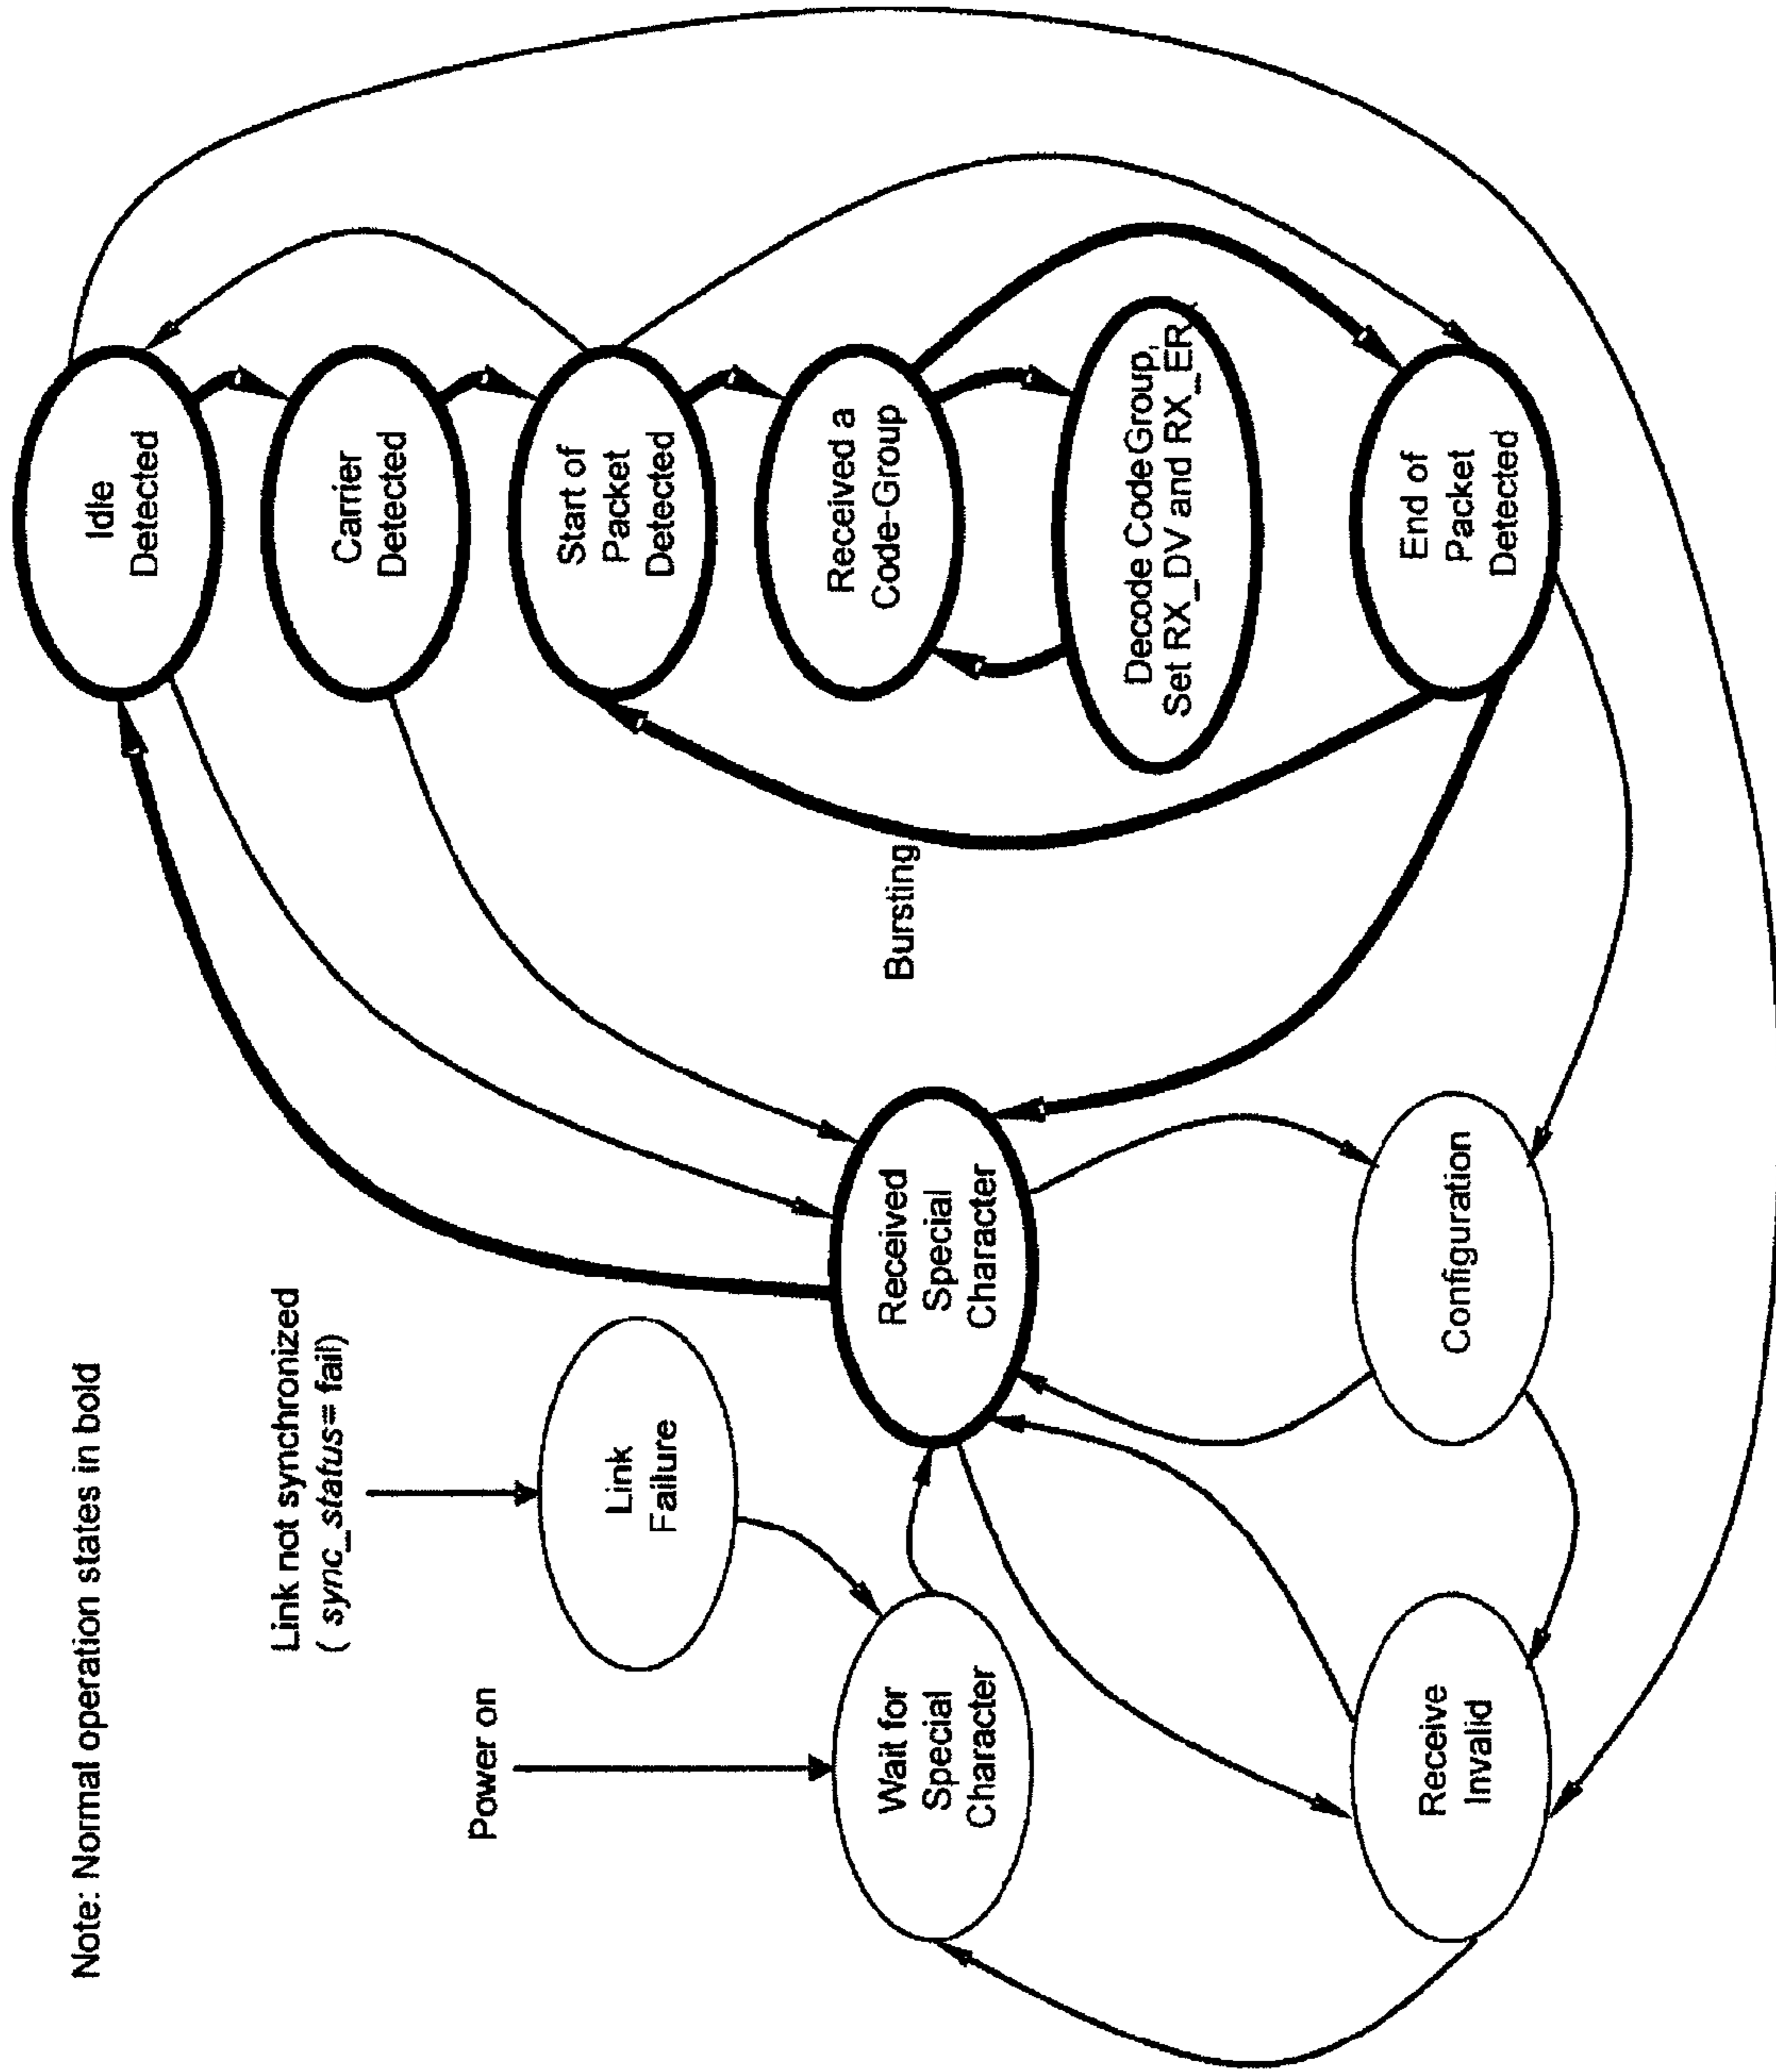 Note: Normal operation states in bold
Link not synchronized
( sync_status= fail)
Power on
Link
Failure
Wait for
Special
Character
Received
Special
Character
Receive
Invalid
Configuration
Bursting
Idle
Detected
Carrier
Detected
Start of
Packet
Detected
Received a
Code-Group
Decode CodeGroup,
Set RX_DV and RX_ER
End of
Packet
Detected